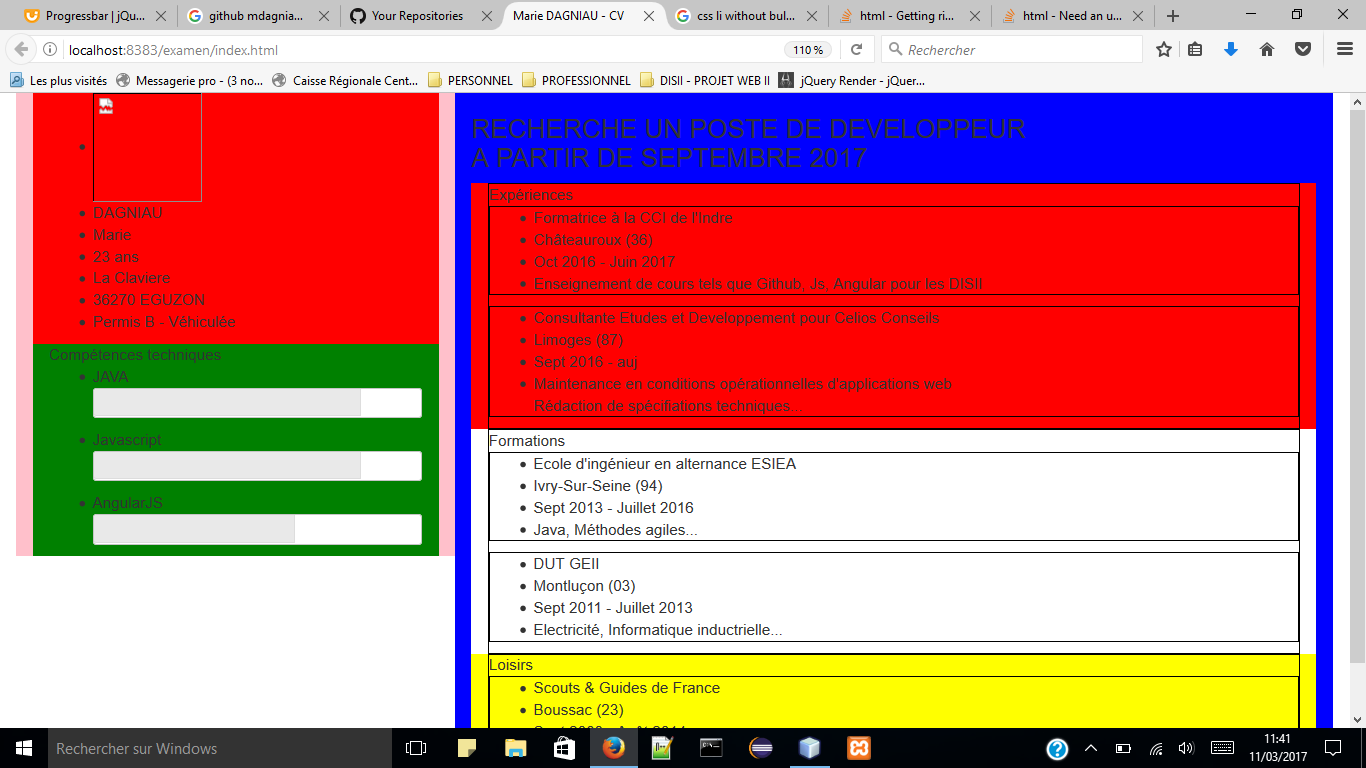 Progressbar | jQu...
github mdagnia...
Your Repositories
Marie DAGNIAU - CV
css li without bul...
html - Getting ri...
html - Need an u...
localhost:8383/examen/index.html
110 %
Rechercher
Les plus visités
Messagerie pro - (3 no...
Caisse Régionale Cent...
PERSONNEL
PROFESSIONNEL
DISII - PROJET WEB II
jQuery Render - jQuer...
DAGNIAU
Marie
23 ans
La Claviere
36270 EGUZON
Permis B - Véhiculée
Compétences techniques
JAVA
Javascript
AngularJS
RECHERCHE UN POSTE DE DEVELOPPEUR
A PARTIR DE SEPTEMBRE 2017
Expériences
Formatrice à la CCI de l'Indre
Châteauroux (36)
Oct 2016 - Juin 2017
Enseignement de cours tels que Github, Js, Angular pour les DISII
Consultante Etudes et Developpement pour Celios Conseils
Limoges (87)
Sept 2016 - auj
Maintenance en conditions opérationnelles d'applications web
Rédaction de spécifiations techniques...
Formations
Ecole d'ingénieur en alternance ESIEA
Ivry-Sur-Seine (94)
Sept 2013 - Juillet 2016
Java, Méthodes agiles...
DUT GEII
Montluçon (03)
Sept 2011 - Juillet 2013
Electricité, Informatique inductrielle...
Loisirs
Scouts & Guides de France
Boussac (23)
Rechercher sur Windows
11:41
11/03/2017